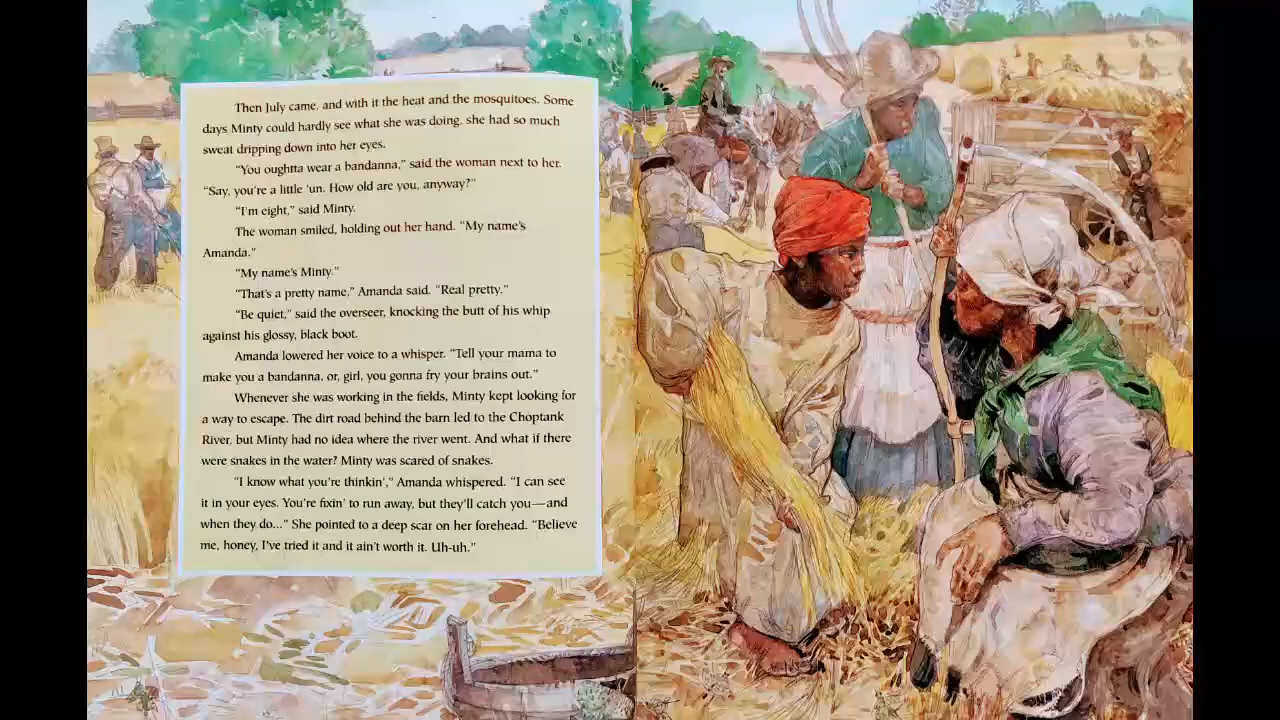 Then July came, and with it the heat and the mosquitoes. Some
days Minty could hardly see what she was doing, she had so much
sweat dripping down into her eyes.
"You oughtta wear a bandanna," said the woman next to her.
"Say, you're a little 'un. How old are you, anyway?"
"I'm eight," said Minty.
The woman smiled, holding out her hand. "My name's
Amanda."
"My name's Minty."
"That's a pretty name," Amanda said. "Real pretty."
"Be quiet," said the overseer, knocking the butt of his whip
against his glossy, black boot.
Amanda lowered her voice to a whisper. "Tell your mama to
make you a bandanna, or, girl, you gonna fry your brains out."
Whenever she was working in the fields, Minty kept looking for
a way to escape. The dirt road behind the barn led to the Choptank
River, but Minty had no idea where the river went. And what if there
were snakes in the water? Minty was scared of snakes.
"I know what you're thinkin'," Amanda whispered. "I can see
it in your eyes. You're fixin' to run away, but they'll catch you—and
when they do..." She pointed to a deep scar on her forehead. "Believe
me, honey, I've tried it and it ain't worth it. Uh-uh."